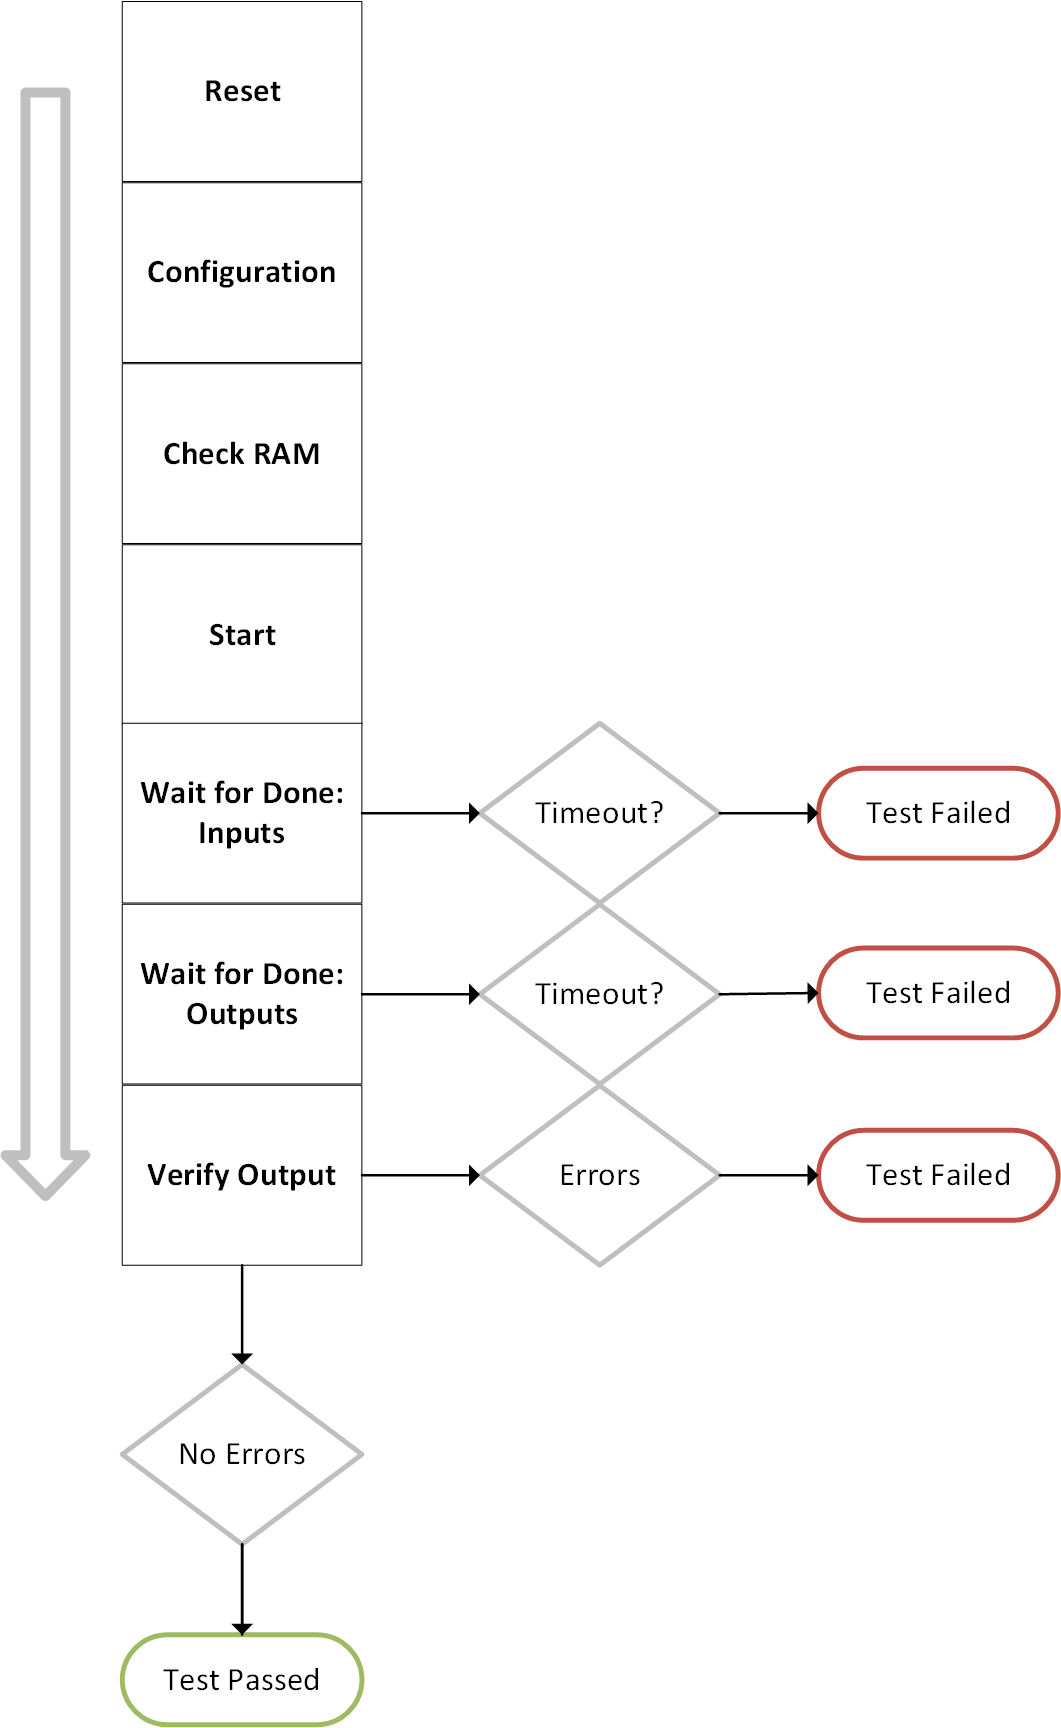 Reset
Configuration
Check RAM
Start
Wait for Done:
Inputs
Timeout?
Test Failed
Wait for Done:
Outputs
Timeout?
Test Failed
Verify Output
Errors
Test Failed
No Errors
Test Passed